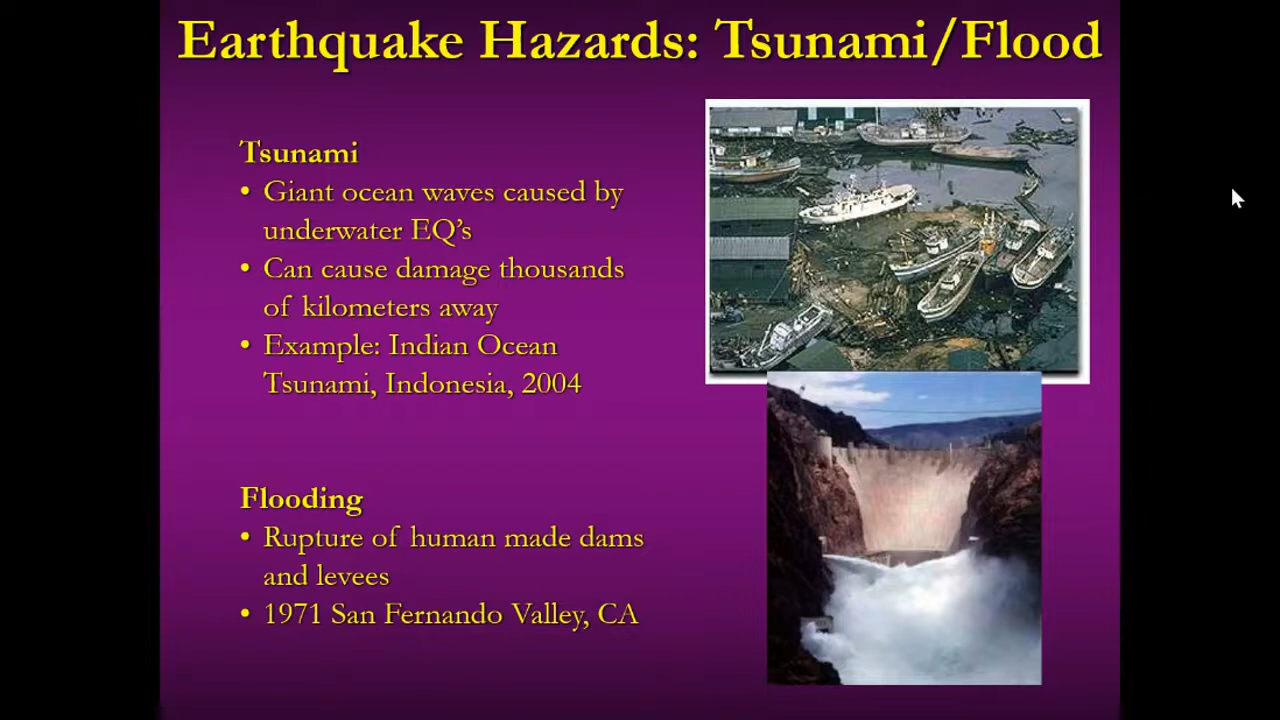 Earthquake Hazards: Tsunami/Flood
Tsunami
• Giant ocean waves caused by
underwater EQ’s
• Can cause damage thousands
of kilometers away
• Example: Indian Ocean
Tsunami, Indonesia, 2004
Flooding
• Rupture of human made dams
and levees
• 1971 San Fernando Valley, CA